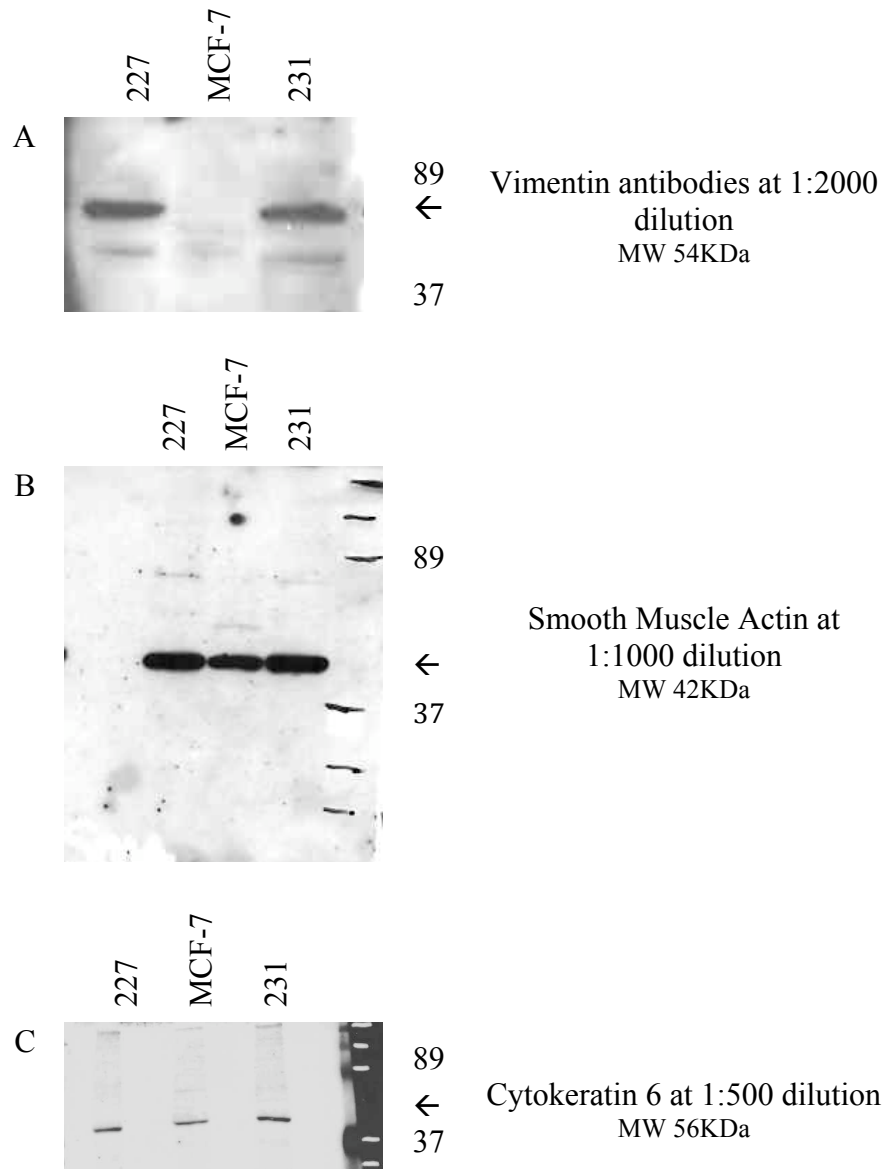 227
MCF-7
231
A
89
←
37
Vimentin antibodies at 1:2000
dilution
MW 54KDa
227
MCF-7
231
B
89
←
37
Smooth Muscle Actin at
1:1000 dilution
MW 42KDa
227
MCF-7
231
C
89
←
37
Cytokeratin 6 at 1:500 dilution
MW 56KDa